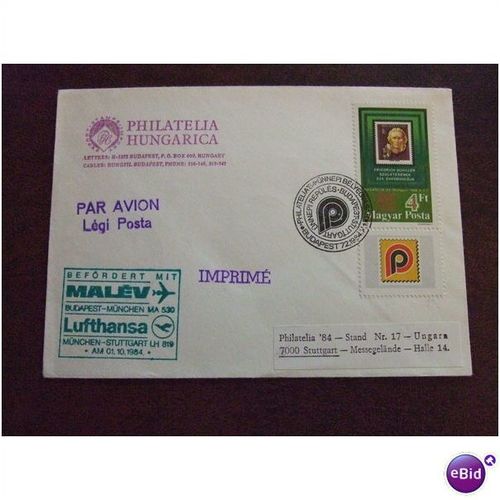 PHILATELIA
HUNGARICA
LETTERS: H-1373 BUDAPEST, P. O. BOX 600, HUNGARY
PAR AVION
Légi Posta
IMPRIMÉ
BEFÖRDERT MIT
MALÉV
BUDAPEST-MÜNCHEN MA 530
Lufthansa
MÜNCHEN-STUTTGART LH 819
* AM 01.10.1984. *
FRIEDRICH SCHILLER
4 Ft
Magyar Posta
P
P
Philatelia '84 — Stand Nr. 17 — Ungarn
7000 Stuttgart — Messegelände — Halle 14.
eBid